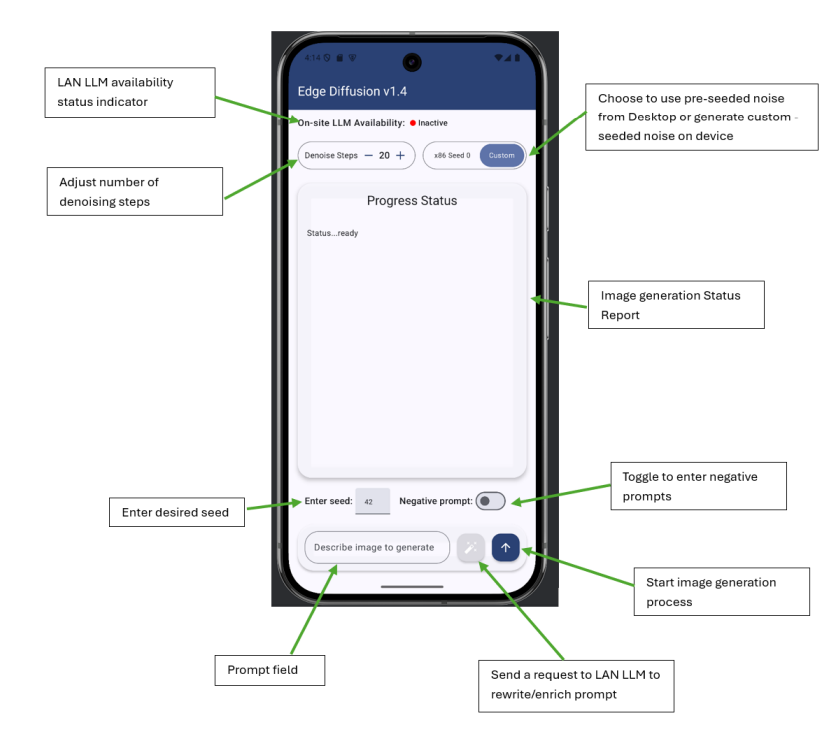 4:14
Edge Diffusion v1.4
LAN LLM availability
status indicator
On-site LLM Availability: Inactive
Choose to use pre-seeded noise
from Desktop or generate custom -
seeded noise on device
Denoise Steps — 20 +
x86 Seed 0 Custom
Adjust number of
denoising steps
Progress Status
Status...ready
Image generation Status
Report
Enter seed: 42 Negative prompt:
Toggle to enter negative
prompts
Enter desired seed
Describe image to generate
Start image generation
process
Prompt field
Send a request to LAN LLM to
rewrite/enrich prompt